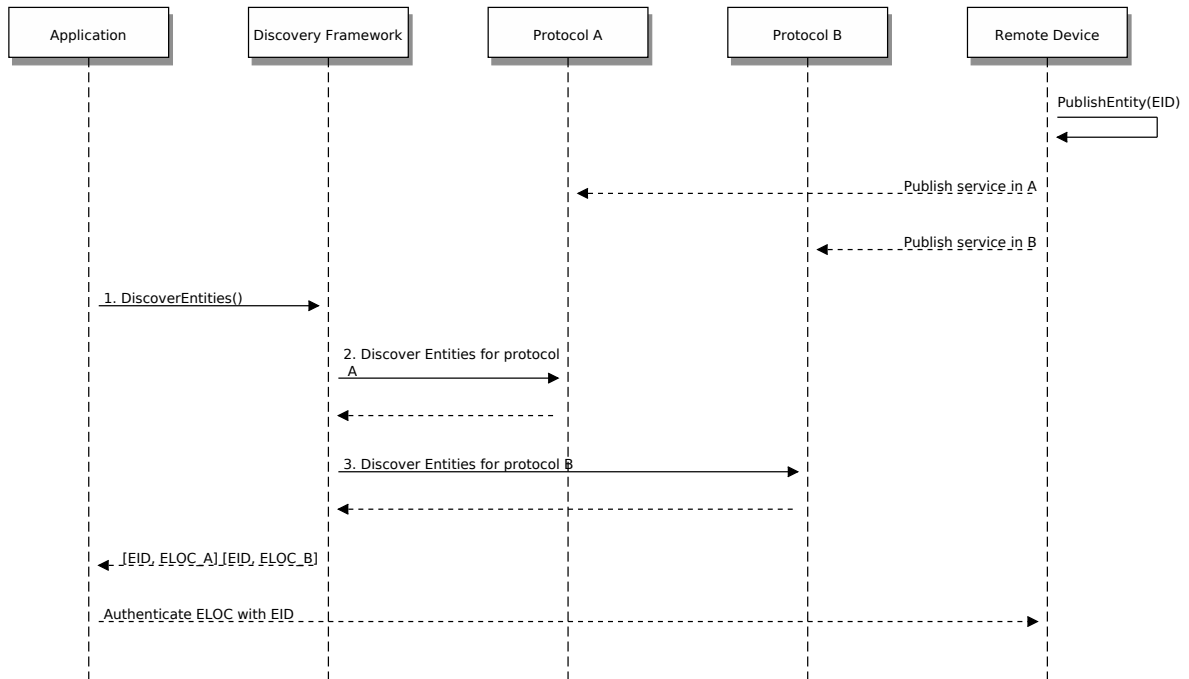 Application
Discovery Framework
Protocol A
Protocol B
Remote Device
PublishEntity(EID)
Publish service in A
Publish service in B
1. DiscoverEntities()
2. Discover Entities for protocol
A
3. Discover Entities for protocol B
[EID, ELOC_A] [EID, ELOC_B]
Authenticate ELOC with EID